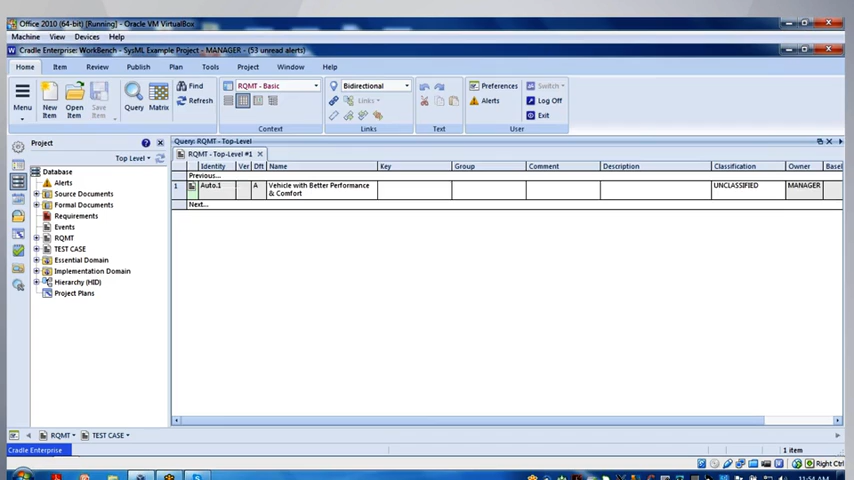 Office 2010 (64-bit) [Running] - Oracle VM VirtualBox
Machine View Devices Help
Cradle Enterprise: WorkBench - SysML Example Project - MANAGER - (53 unread alerts)
Home Item Review Publish Plan Tools Project Window Help
Menu New Item Open Item Save Item Find Refresh Query Matrix
RQMT - Basic
Context
Bidirectional
Links
Links
Text
Preferences Switch
Alerts Log Off
Exit
User
Project
Top Level
Database
Alerts
Source Documents
Formal Documents
Requirements
Events
RQMT
TEST CASE
Essential Domain
Implementation Domain
Hierarchy (HID)
Project Plans
Query: RQMT - Top-Level
RQMT - Top-Level #1
Identity Ver Dft Name Key Group Comment Description Classification Owner Basel
Previous...
1 Auto.1 A Vehicle with Better Performance & Comfort UNCLASSIFIED MANAGER
Next...
RQMT TEST CASE
Cradle Enterprise 1 item
Right Ctrl
11:54 AM